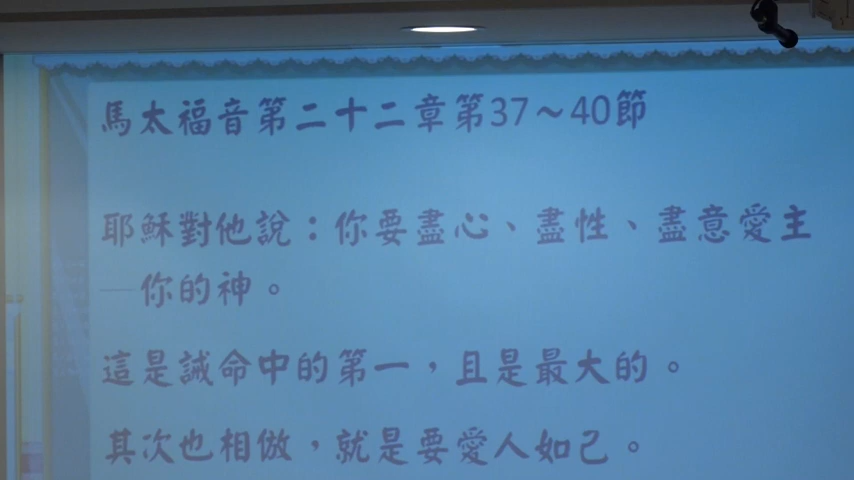 馬太福音第二十二章第37～40節
耶穌對他說：你要盡心、盡性、盡意愛主
─你的神。
這是誡命中的第一，且是最大的。
其次也相倣，就是要愛人如己。